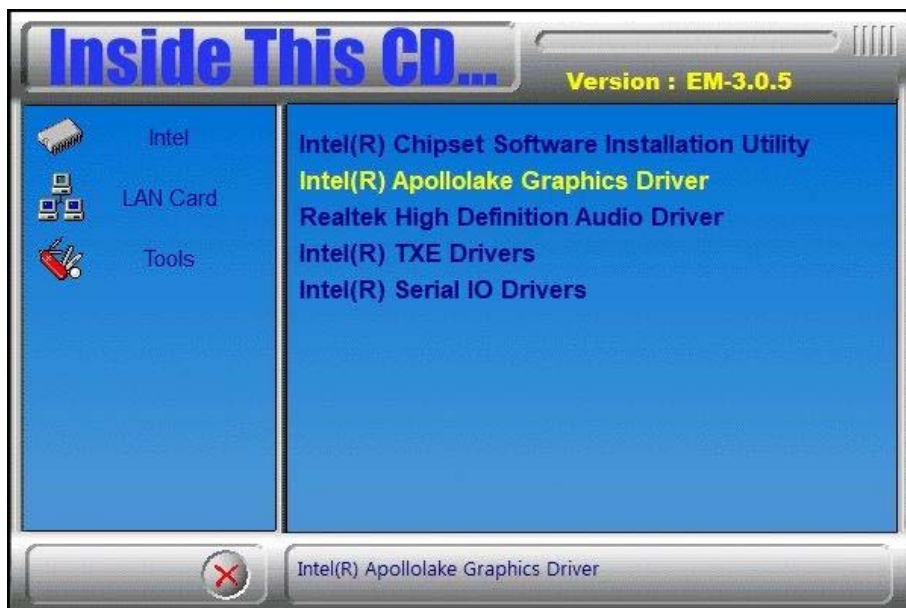 Inside This CD...
Version : EM-3.0.5
Intel
LAN Card
Tools
Intel(R) Chipset Software Installation Utility
Intel(R) Apollolake Graphics Driver
Realtek High Definition Audio Driver
Intel(R) TXE Drivers
Intel(R) Serial IO Drivers
Intel(R) Apollolake Graphics Driver